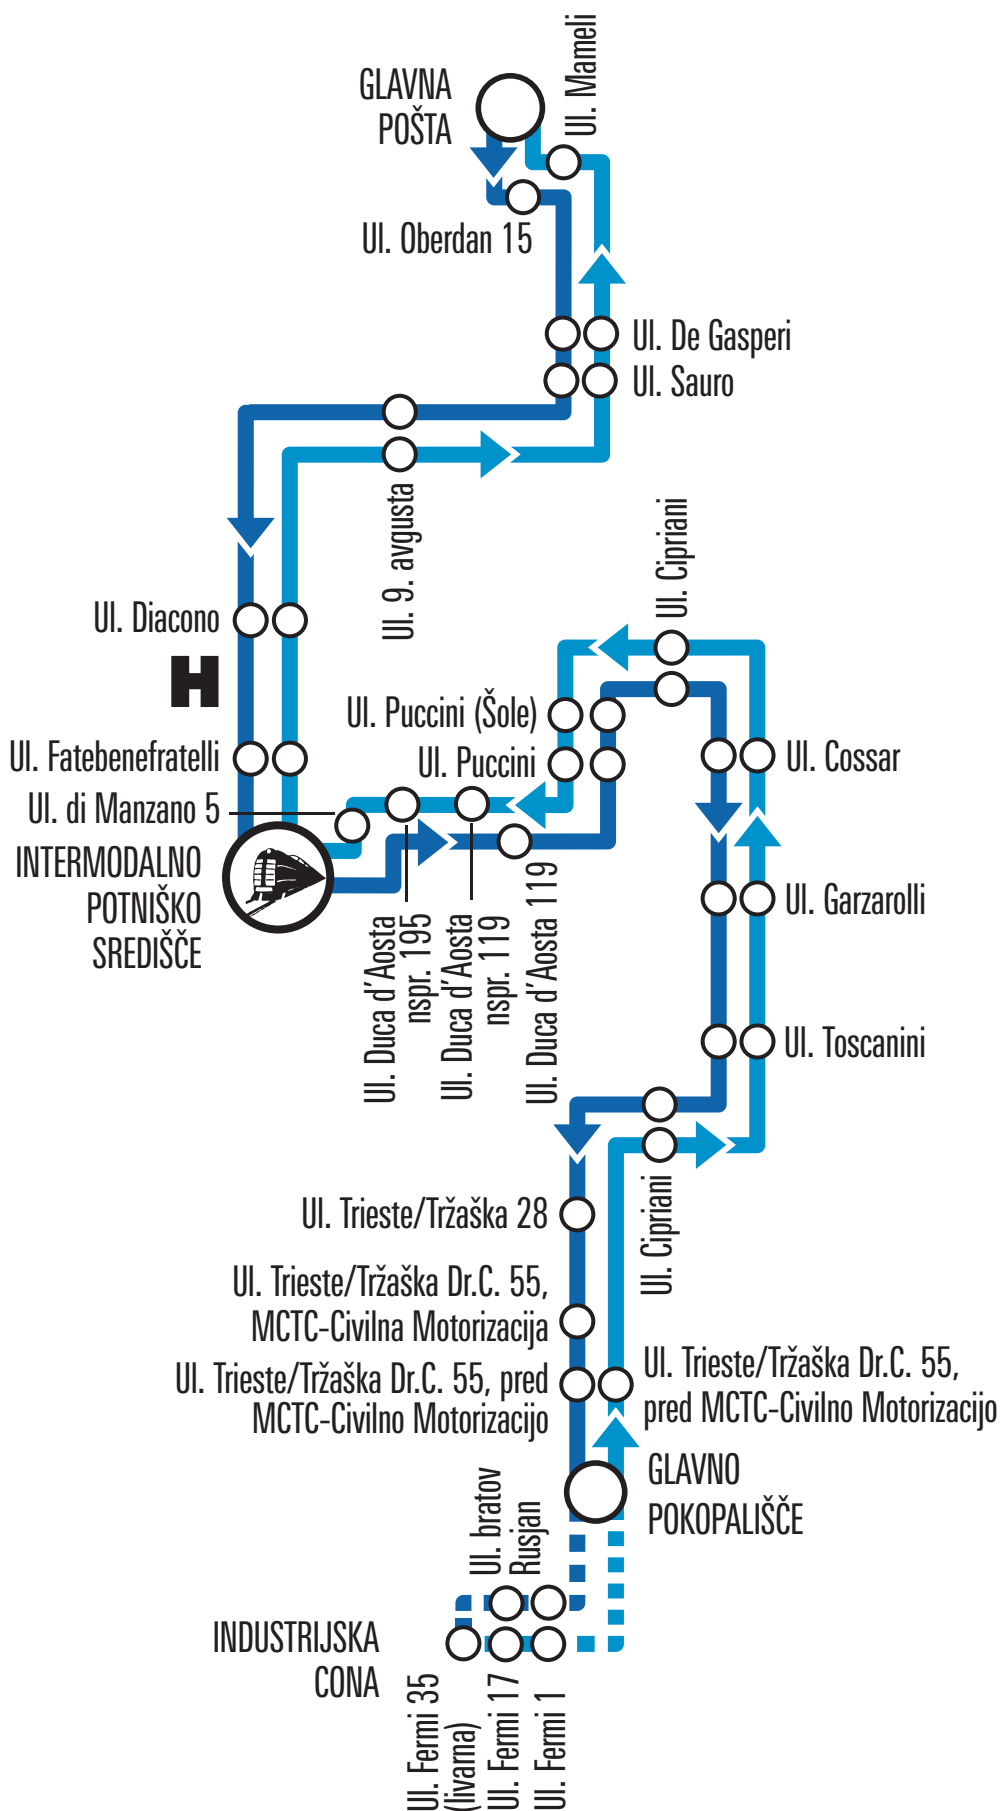 Ul. Mameli
GLAVNA
POŠTA
Ul. Oberdan 15
Ul. De Gasperi
Ul. Sauro
Ul. 9. avgusta
Ul. Cipriani
Ul. Diacono
H
Ul. Puccini (Šole)
Ul. Puccini
Ul. Cossar
Ul. Fatebenefratelli
Ul. di Manzano 5
INTERMODALNO
POTNIŠKO
SREDIŠČE
Ul. Duca d'Aosta
nspr. 195
Ul. Duca d'Aosta
nspr. 119
Ul. Duca d'Aosta 119
Ul. Garzarolli
Ul. Toscanini
Ul. Cipriani
Ul. Trieste/Tržaška 28
Ul. Trieste/Tržaška Dr.C. 55,
MCTC-Civilna Motorizacija
Ul. Trieste/Tržaška Dr.C. 55, pred
MCTC-Civilno Motorizacijo
Ul. Trieste/Tržaška Dr.C. 55,
pred MCTC-Civilno Motorizacijo
GLAVNO
POKOPALIŠČE
Ul. bratov
Rusjan
INDUSTRIJSKA
CONA
Ul. Fermi 35
(livarna)
Ul. Fermi 17
Ul. Fermi 1